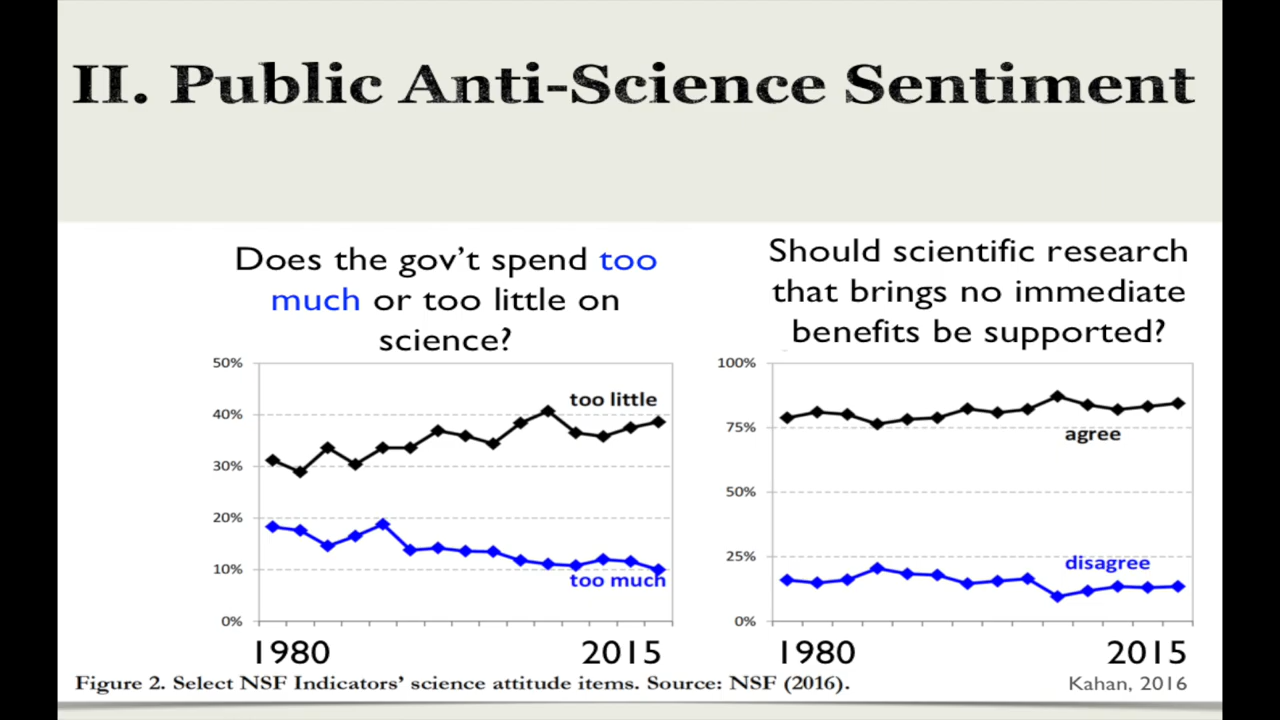 II. Public Anti-Science Sentiment
Does the gov't spend too
much or too little on
science?
50%
40%
30%
20%
10%
0%
too little
too much
1980
2015
Should scientific research
that brings no immediate
benefits be supported?
100%
75%
50%
25%
0%
agree
disagree
1980
2015
Figure 2. Select NSF Indicators' science attitude items. Source: NSF (2016).
Kahan, 2016